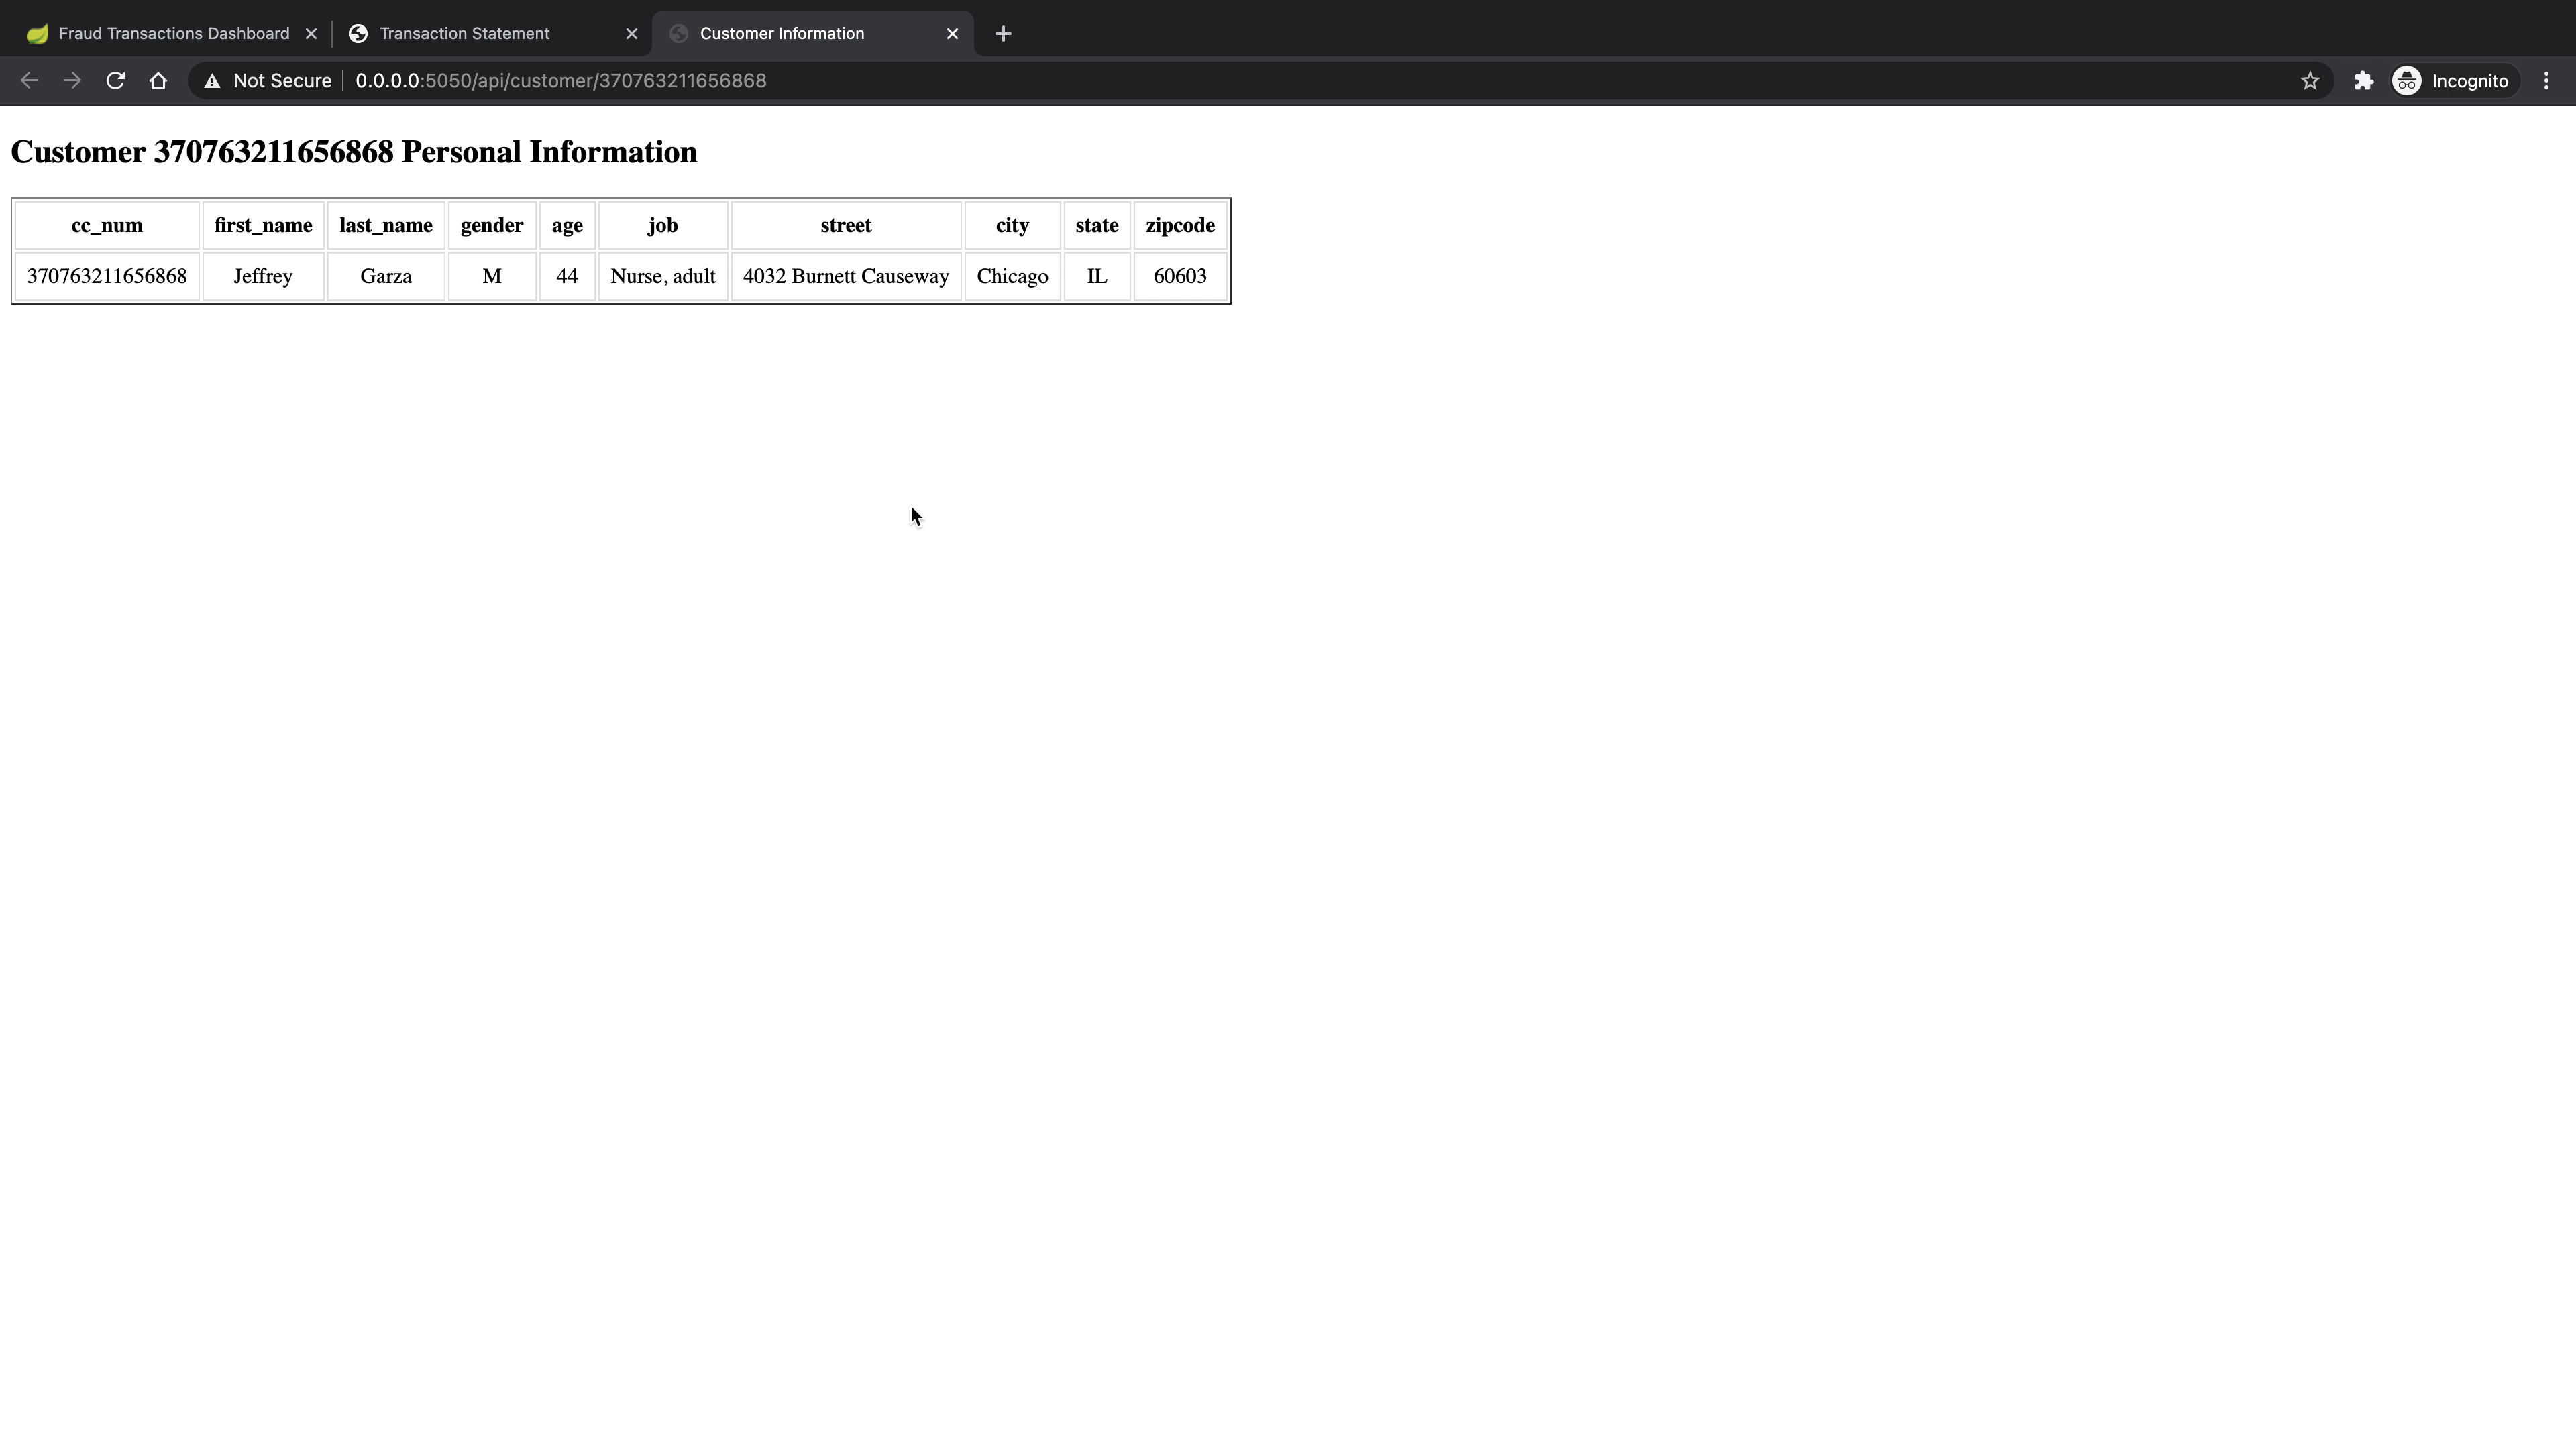 Fraud Transactions Dashboard Transaction Statement Customer Information
Not Secure 0.0.0.0:5050/api/customer/370763211656868 Incognito
Customer 370763211656868 Personal Information
cc_num first_name last_name gender age job street city state zipcode
370763211656868 Jeffrey Garza M 44 Nurse, adult 4032 Burnett Causeway Chicago IL 60603